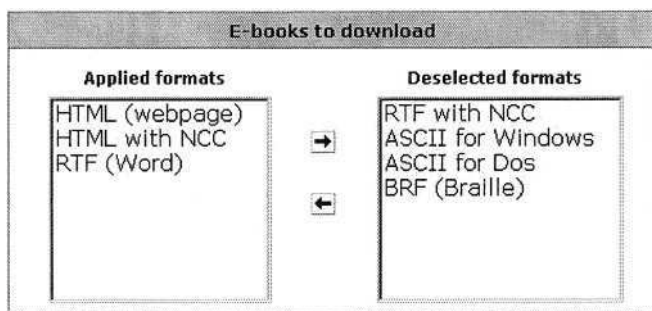 E-books to download
Applied formats
HTML (webpage)
HTML with NCC
RTF (Word)
Deselected formats
RTF with NCC
ASCII for Windows
ASCII for Dos
BRF (Braille)